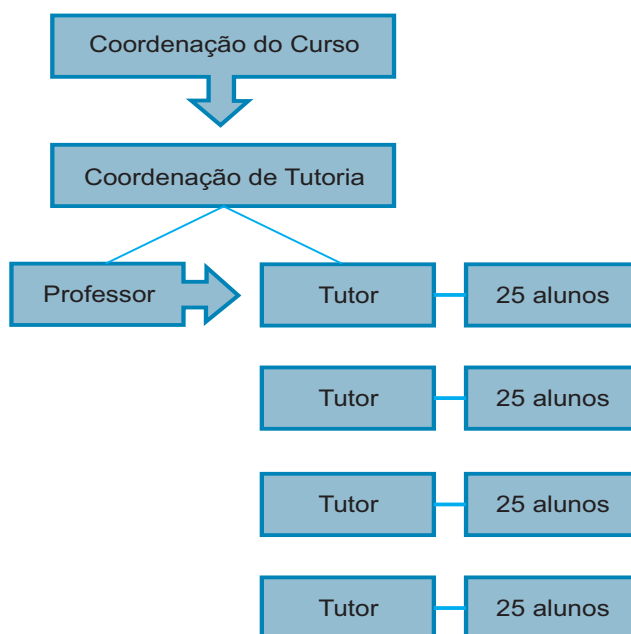 Coordenação do Curso
Coordenação de Tutoria
Professor
Tutor
25 alunos
Tutor
25 alunos
Tutor
25 alunos
Tutor
25 alunos